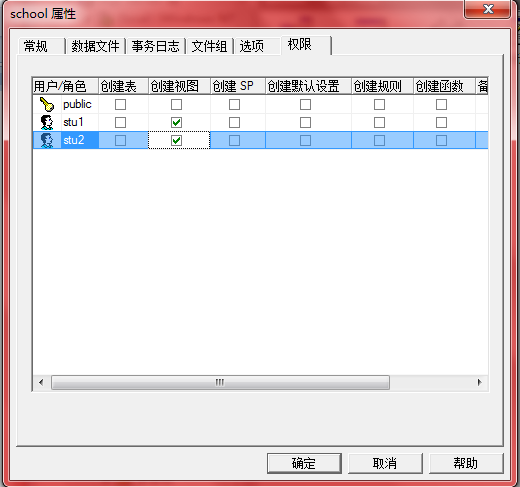 school 属性
常规 数据文件 事务日志 文件组 选项 权限
用户/角色 创建表 创建视图 创建 SP 创建默认设置 创建规则 创建函数 备
public
stu1
stu2
确定 取消 帮助